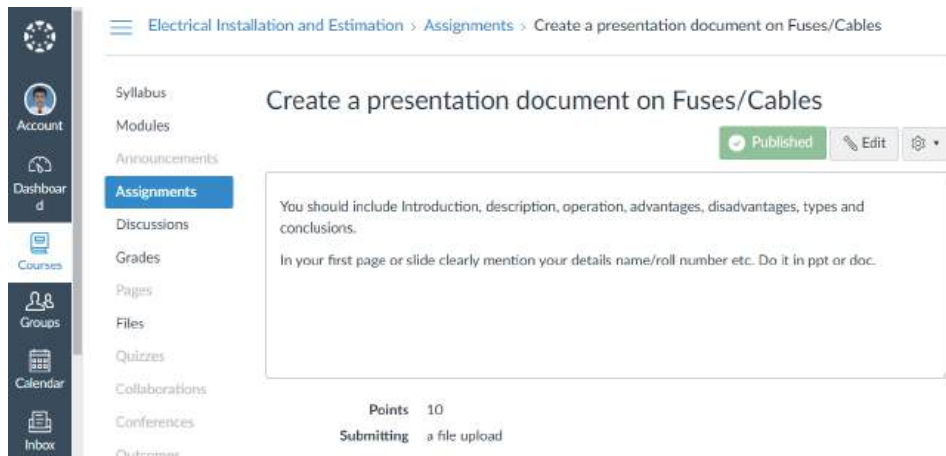 Electrical Installation and Estimation › Assignments › Create a presentation document on Fuses/Cables
Account
Dashboar
d
Courses
Groups
Calendar
Inbox
Syllabus
Modules
Announcements
Assignments
Discussions
Grades
Pages
Files
Quizzes
Collaborations
Conferences
Outcomes
Create a presentation document on Fuses/Cables
Published
Edit
You should include Introduction, description, operation, advantages, disadvantages, types and
conclusions.
In your first page or slide clearly mention your details name/roll number etc. Do it in ppt or doc.
Points 10
Submitting a file upload